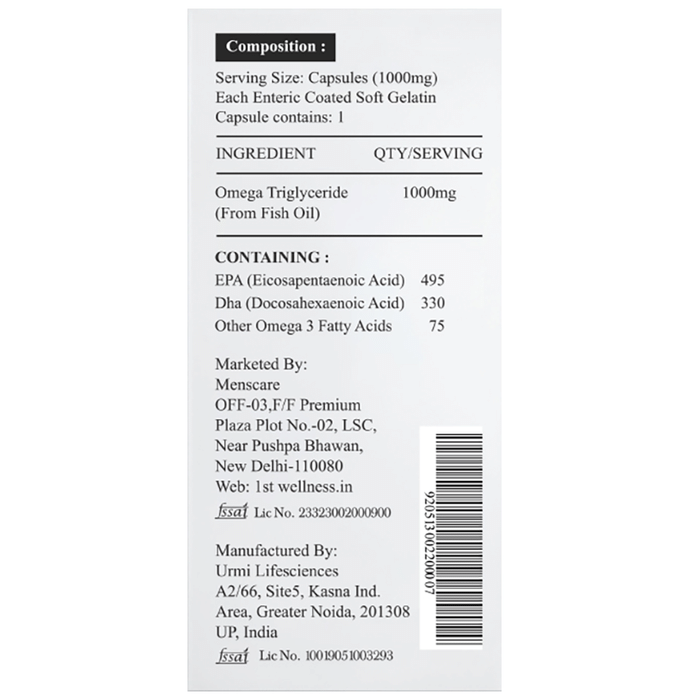 Composition :
Serving Size: Capsules (1000mg)
Each Enteric Coated Soft Gelatin
Capsule contains: 1
INGREDIENT QTY/SERVING
Omega Triglyceride 1000mg
(From Fish Oil)
CONTAINING :
EPA (Eicosapentaenoic Acid) 495
Dha (Docosahexaenoic Acid) 330
Other Omega 3 Fatty Acids 75
Marketed By:
Menscare
OFF-03,F/F Premium
Plaza Plot No.-02, LSC,
Near Pushpa Bhawan,
New Delhi-110080
Web: 1st wellness.in
fssai Lic No. 23323002000900
Manufactured By:
Urmi Lifesciences
A2/66, Site5, Kasna Ind.
Area, Greater Noida, 201308
UP, India
fssai Lic No. 10019051003293
920513002200007